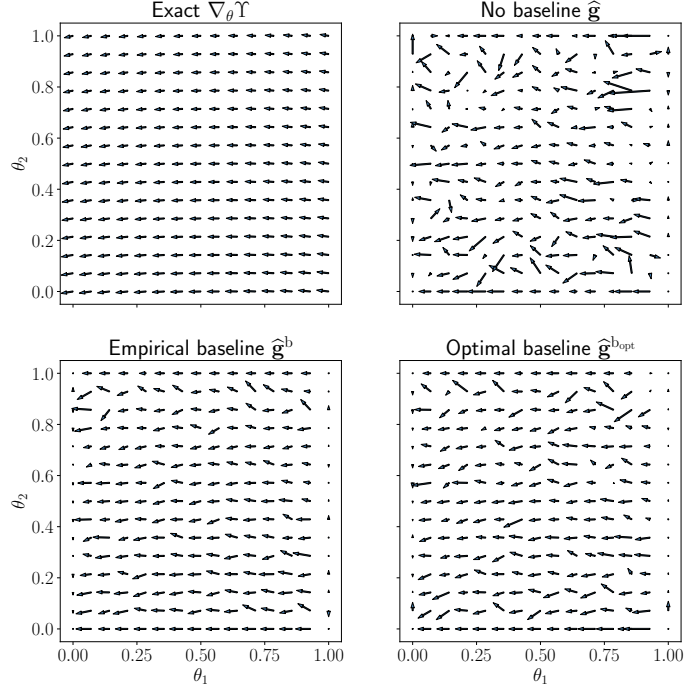 Exact ∇θΥ
No baseline ĝ
1.0
0.8
0.6
θ2
0.4
0.2
0.0
Empirical baseline ĝ^b
Optimal baseline ĝ^b_opt
1.0
0.8
0.6
θ2
0.4
0.2
0.0
0.00 0.25 0.50 0.75 1.00
0.00 0.25 0.50 0.75 1.00
θ1
θ1